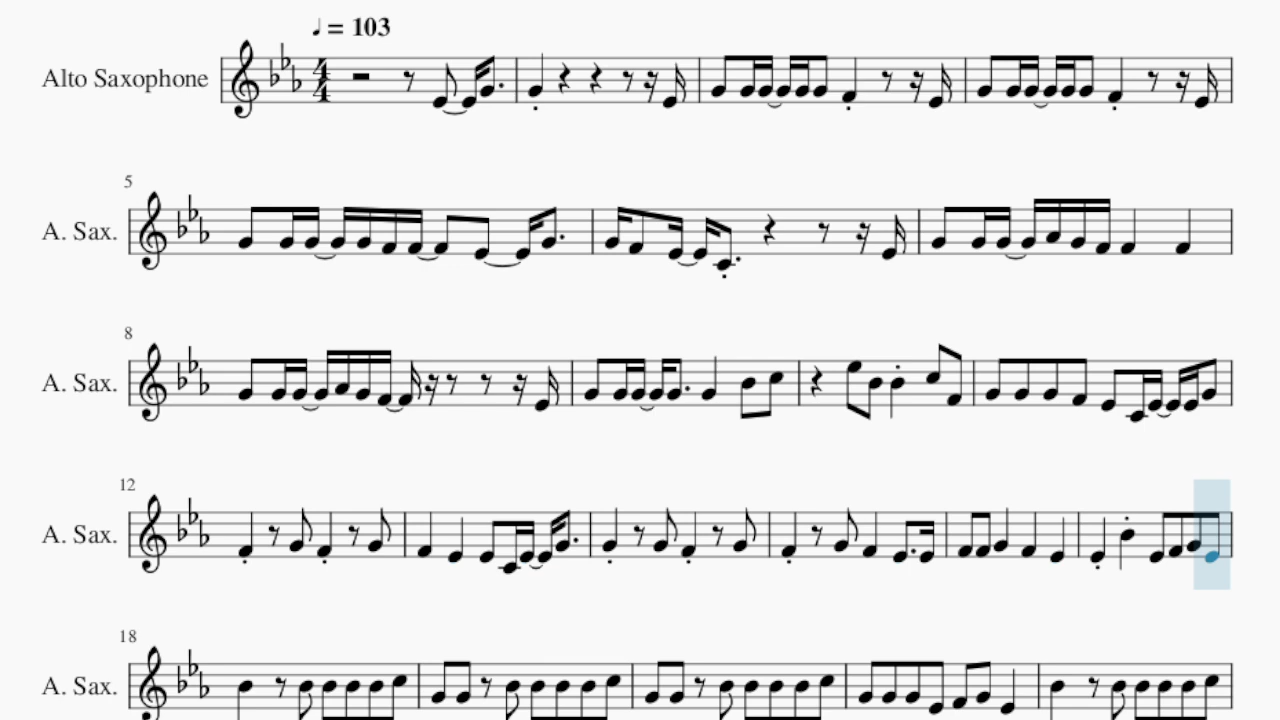 ♩ = 103
Alto Saxophone
4
4
5
A. Sax.
8
A. Sax.
12
A. Sax.
18
A. Sax.